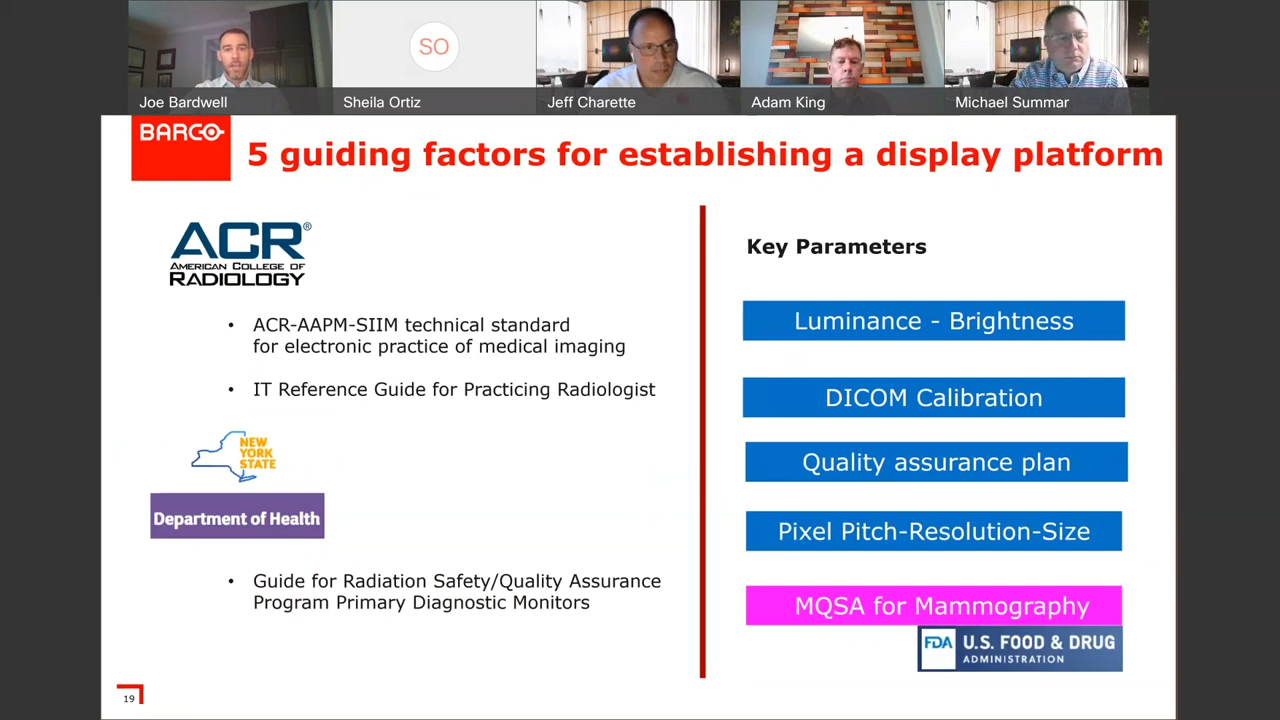 Joe Bardwell
SO
Sheila Ortiz
Jeff Charette
Adam King
Michael Summar
BARCO
5 guiding factors for establishing a display platform
ACR®
AMERICAN COLLEGE OF
RADIOLOGY
• ACR-AAPM-SIIM technical standard
for electronic practice of medical imaging
• IT Reference Guide for Practicing Radiologist
NEW
YORK
STATE
Department of Health
• Guide for Radiation Safety/Quality Assurance
Program Primary Diagnostic Monitors
Key Parameters
Luminance - Brightness
DICOM Calibration
Quality assurance plan
Pixel Pitch-Resolution-Size
MQSA for Mammography
FDA
U.S. FOOD & DRUG
ADMINISTRATION
19